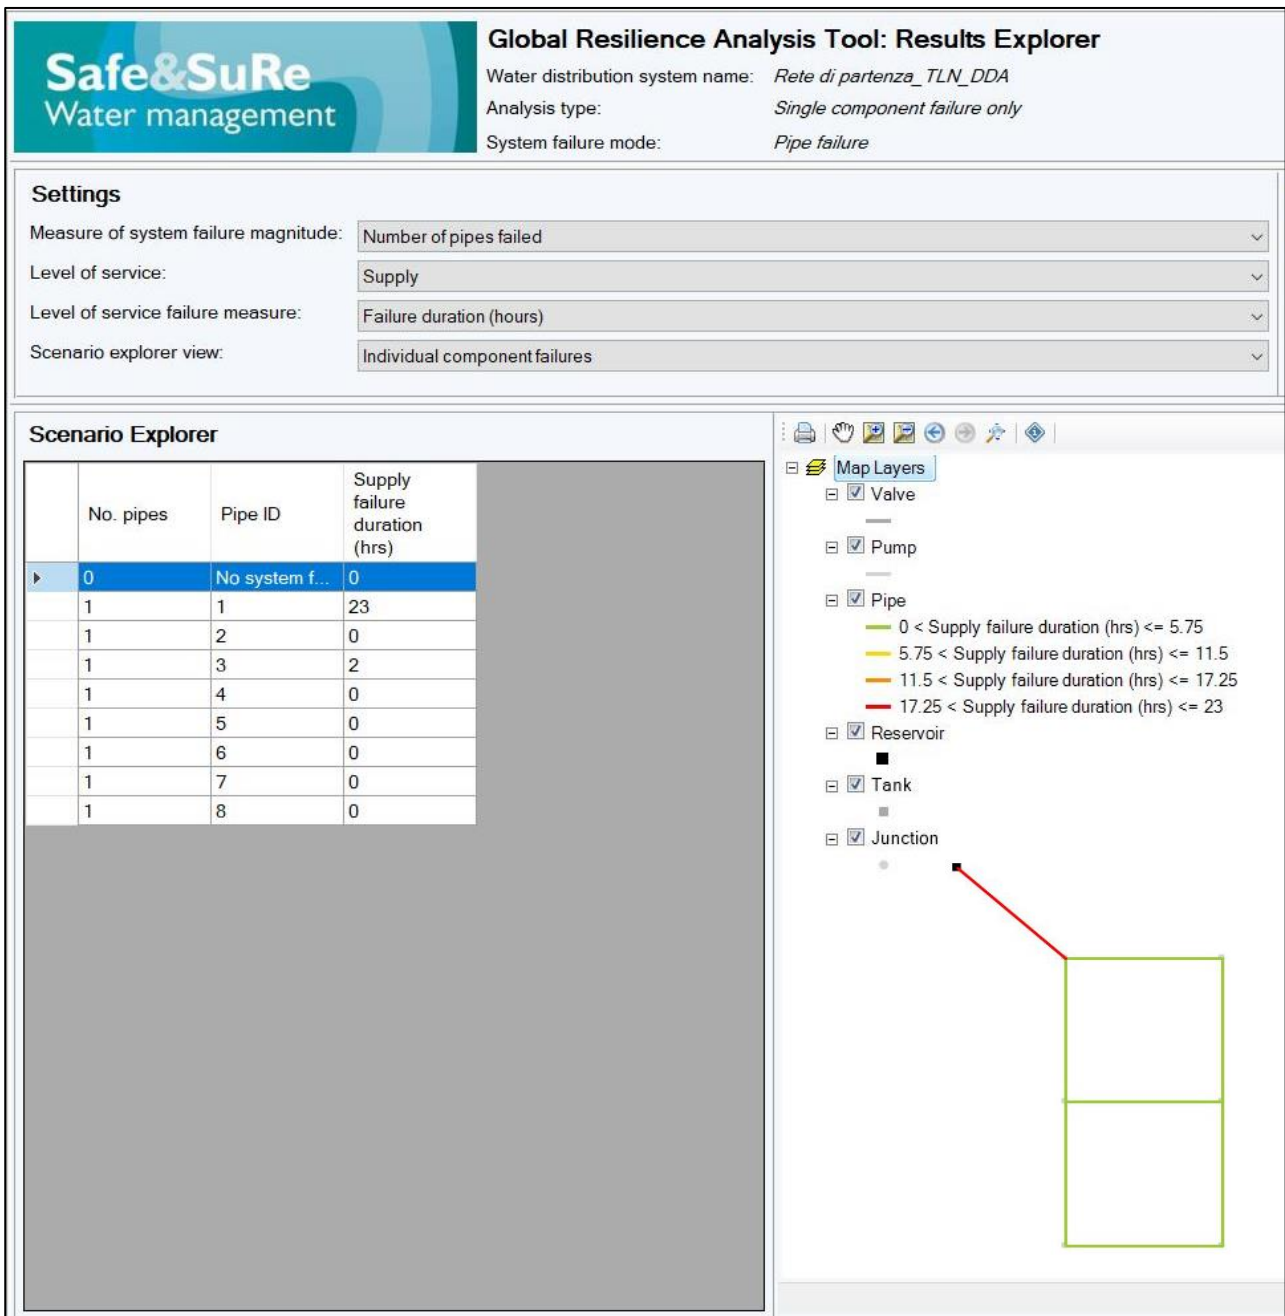 Safe&SuRe
Water management
Global Resilience Analysis Tool: Results Explorer
Water distribution system name: Rete di partenza_TLN_DDA
Analysis type: Single component failure only
System failure mode: Pipe failure
Settings
Measure of system failure magnitude: Number of pipes failed
Level of service: Supply
Level of service failure measure: Failure duration (hours)
Scenario explorer view: Individual component failures
Scenario Explorer
No. pipes Pipe ID Supply failure duration (hrs)
0 No system f... 0
1 1 23
1 2 0
1 3 2
1 4 0
1 5 0
1 6 0
1 7 0
1 8 0
Map Layers
Valve
Pump
Pipe
0 < Supply failure duration (hrs) <= 5.75
5.75 < Supply failure duration (hrs) <= 11.5
11.5 < Supply failure duration (hrs) <= 17.25
17.25 < Supply failure duration (hrs) <= 23
Reservoir
Tank
Junction